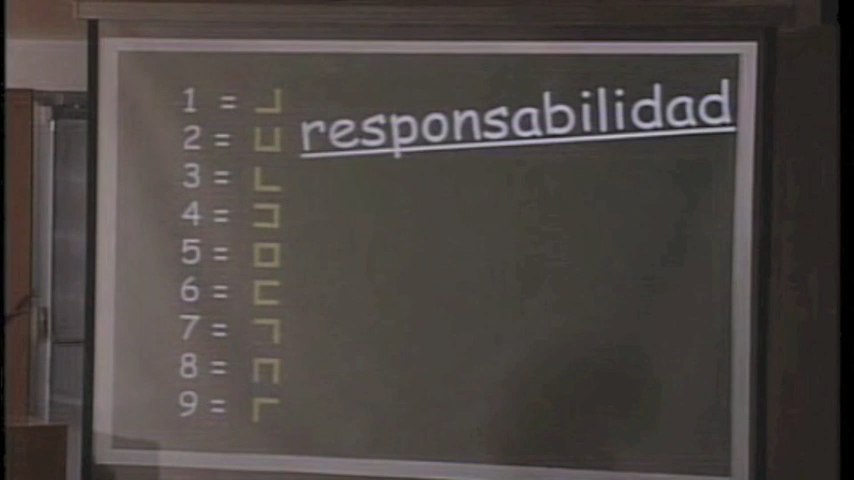 1 = ⅃
responsabilidad
2 = ⊔
3 = L
4 = ⊐
5 = □
6 = ⊏
7 = ⅂
8 = ⊓
9 = Γ